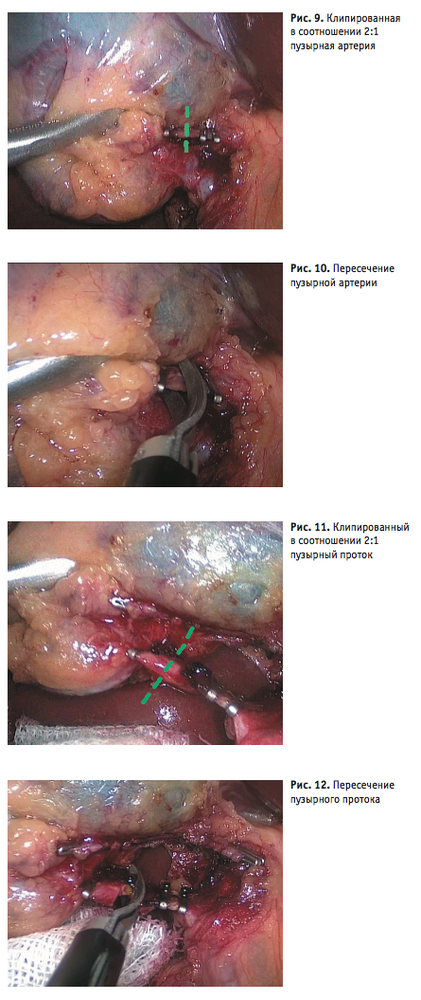 Рис. 9. Клипированная
в соотношении 2:1
пузырная артерия
Рис. 10. Пересечение
пузырной артерии
Рис. 11. Клипированный
в соотношении 2:1
пузырный проток
Рис. 12. Пересечение
пузырного протока